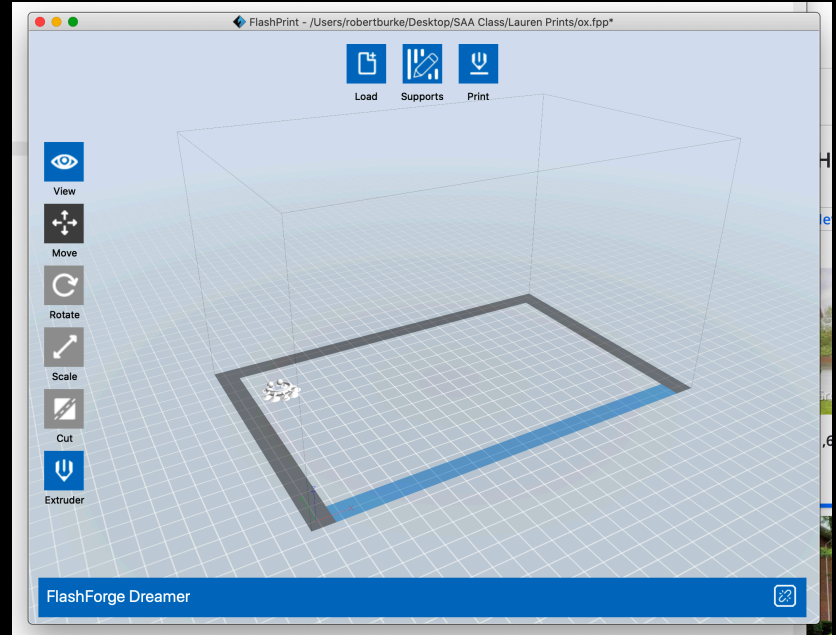 FlashPrint - /Users/robertburke/Desktop/SAA Class/Lauren Prints/ox.fpp*
Load Supports Print
View
Move
Rotate
Scale
Cut
Extruder
FlashForge Dreamer